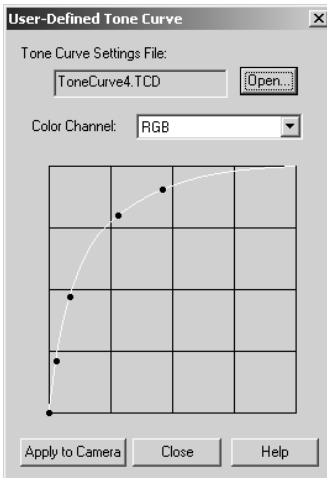 User-Defined Tone Curve
Tone Curve Settings File:
ToneCurve4.TCD
Open...
Color Channel:
RGB
Apply to Camera
Close
Help